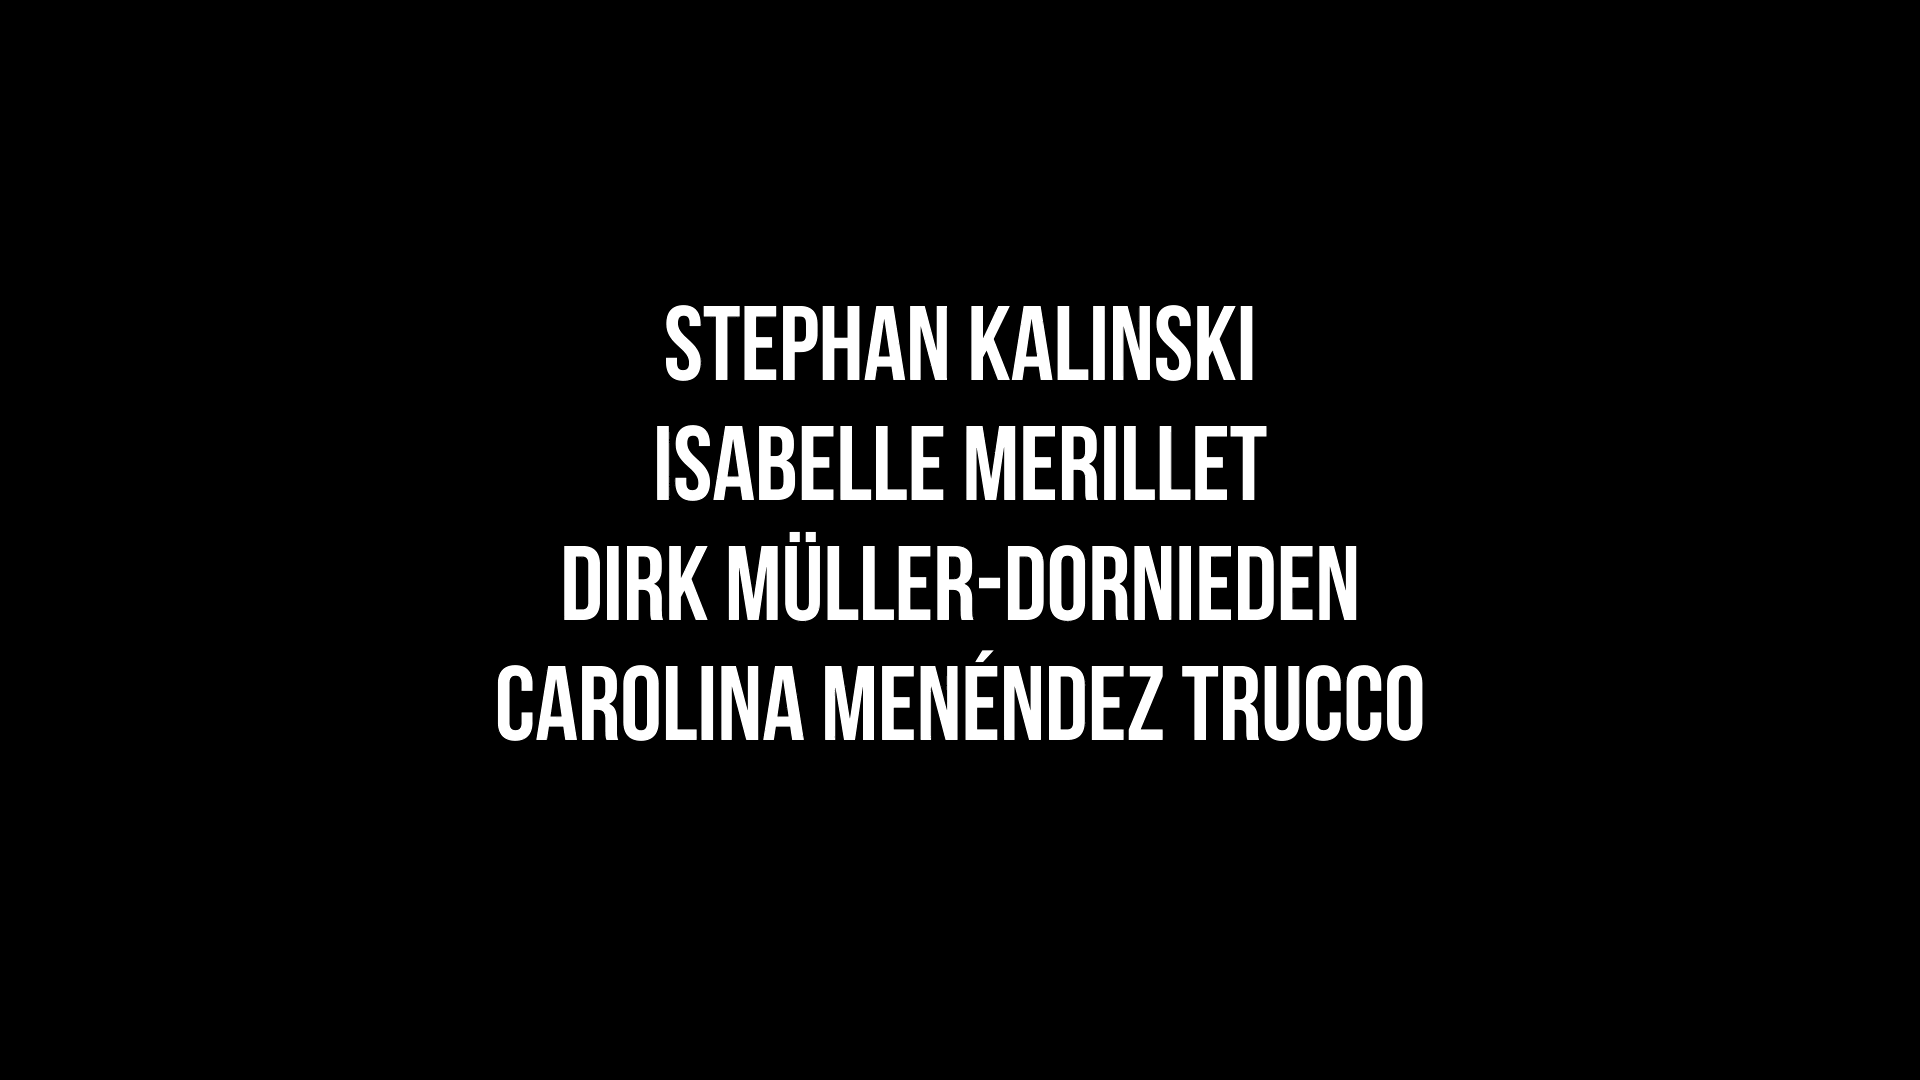 STEPHAN KALINSKI
ISABELLE MERILLET
DIRK MÜLLER-DORNIEDEN
CAROLINA MENÉNDEZ TRUCCO